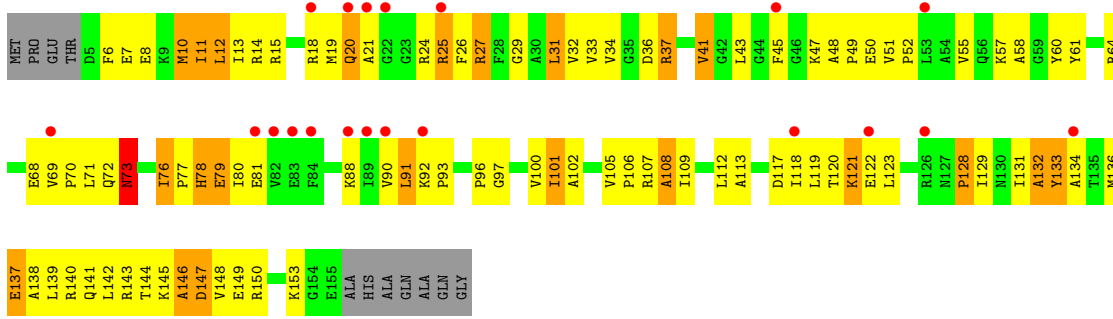 MET PRO GLU THR D5 F6 E7 E8 K9 M10 I11 L12 I13 R14 R15 R18 M19 Q20 A21 G22 G23 R24 R25 F26 R27 F28 G29 A30 L31 V32 V33 V34 G35 D36 R37 V41 G42 L43 G44 F45 G46 K47 A48 P49 E50 V51 P52 L53 A54 V55 Q56 K57 A58 G59 Y60 Y61 R64
E68 V69 P70 L71 Q72 N73 I76 P77 H78 E79 I80 E81 V82 E83 F84 K88 I89 V90 L91 K92 P93 P96 G97 V100 I101 A102 V105 P106 R107 A108 I109 L112 A113 D117 I118 L119 T120 K121 E122 L123 R126 N127 P128 I129 N130 I131 A132 Y133 A134 T135 M136
E137 A138 L139 R140 Q141 L142 R143 T144 K145 A146 D147 V148 E149 R150 K153 G154 E155 ALA HIS ALA GLN ALA GLN GLY